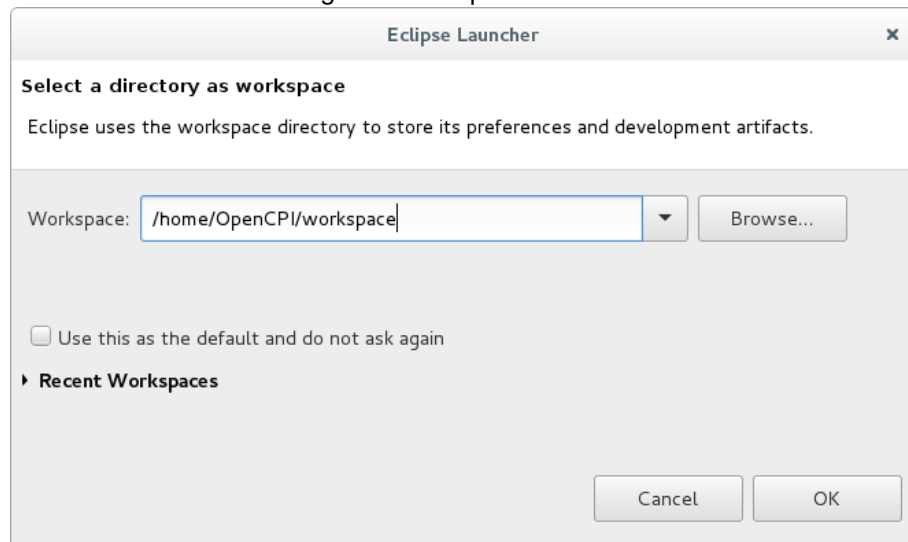 Eclipse Launcher
Select a directory as workspace
Eclipse uses the workspace directory to store its preferences and development artifacts.
Workspace: /home/OpenCPI/workspace Browse...
Use this as the default and do not ask again
Recent Workspaces
Cancel OK